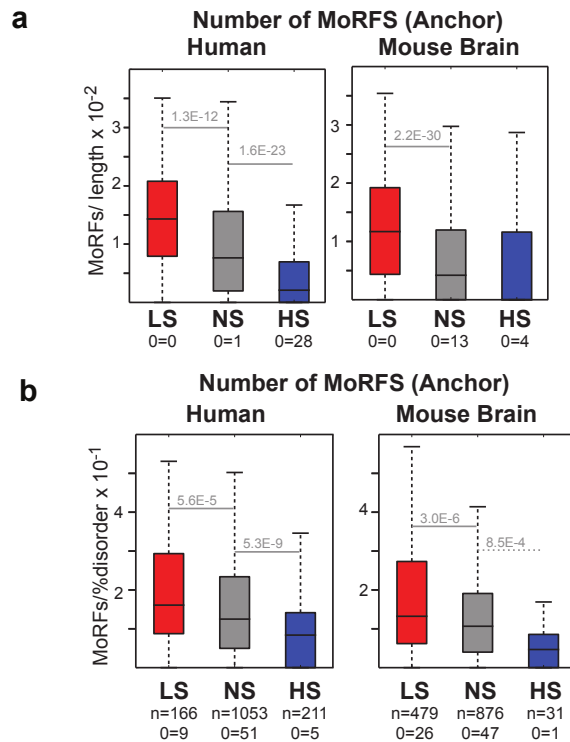 a
Number of MoRFS (Anchor)
Human Mouse Brain
MoRFs/ length x 10-2
3
2
1
1.3E-12
1.6E-23
3
2
1
2.2E-30
LS NS HS
0=0 0=1 0=28
LS NS HS
0=0 0=13 0=4
b
Number of MoRFS (Anchor)
Human Mouse Brain
MoRFs/%disorder x 10-1
4
2
5.6E-5
5.3E-9
4
2
3.0E-6
8.5E-4
LS NS HS
n=166 n=1053 n=211
0=9 0=51 0=5
LS NS HS
n=479 n=876 n=31
0=26 0=47 0=1